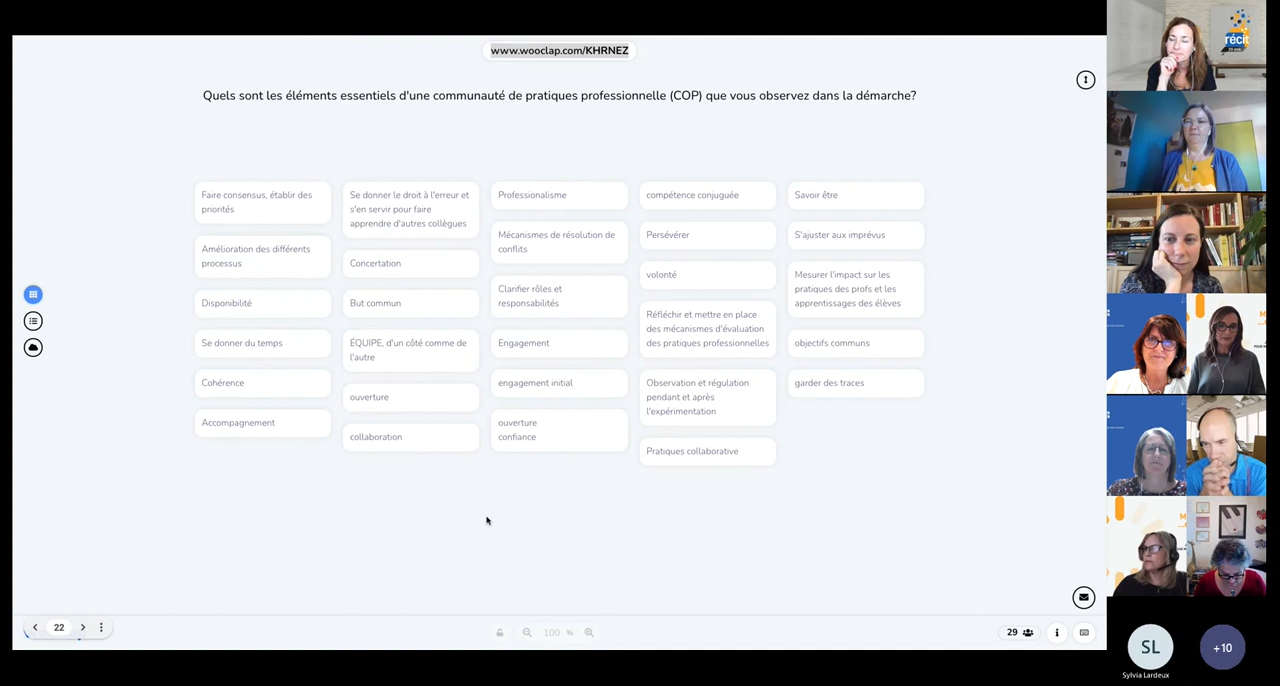 www.wooclap.com/KHRNEZ
Quels sont les éléments essentiels d'une communauté de pratiques professionnelle (COP) que vous observez dans la démarche?
Faire consensus, établir des
priorités
Amélioration des différents
processus
Disponibilité
Se donner du temps
Cohérence
Accompagnement
Se donner le droit à l'erreur et
s'en servir pour faire
apprendre d'autres collègues
Concertation
But commun
ÉQUIPE, d'un côté comme de
l'autre
ouverture
collaboration
Professionalisme
Mécanismes de résolution de
conflits
Clarifier rôles et
responsabilités
Engagement
engagement initial
ouverture
confiance
compétence conjuguée
Persévérer
volonté
Réfléchir et mettre en place
des mécanismes d'évaluation
des pratiques professionnelles
Observation et régulation
pendant et après
l'expérimentation
Pratiques collaborative
Savoir être
S'ajuster aux imprévus
Mesurer l'impact sur les
pratiques des profs et les
apprentissages des élèves
objectifs communs
garder des traces
22
100 %
29
récit
SL
Sylvia Lardeux
+10